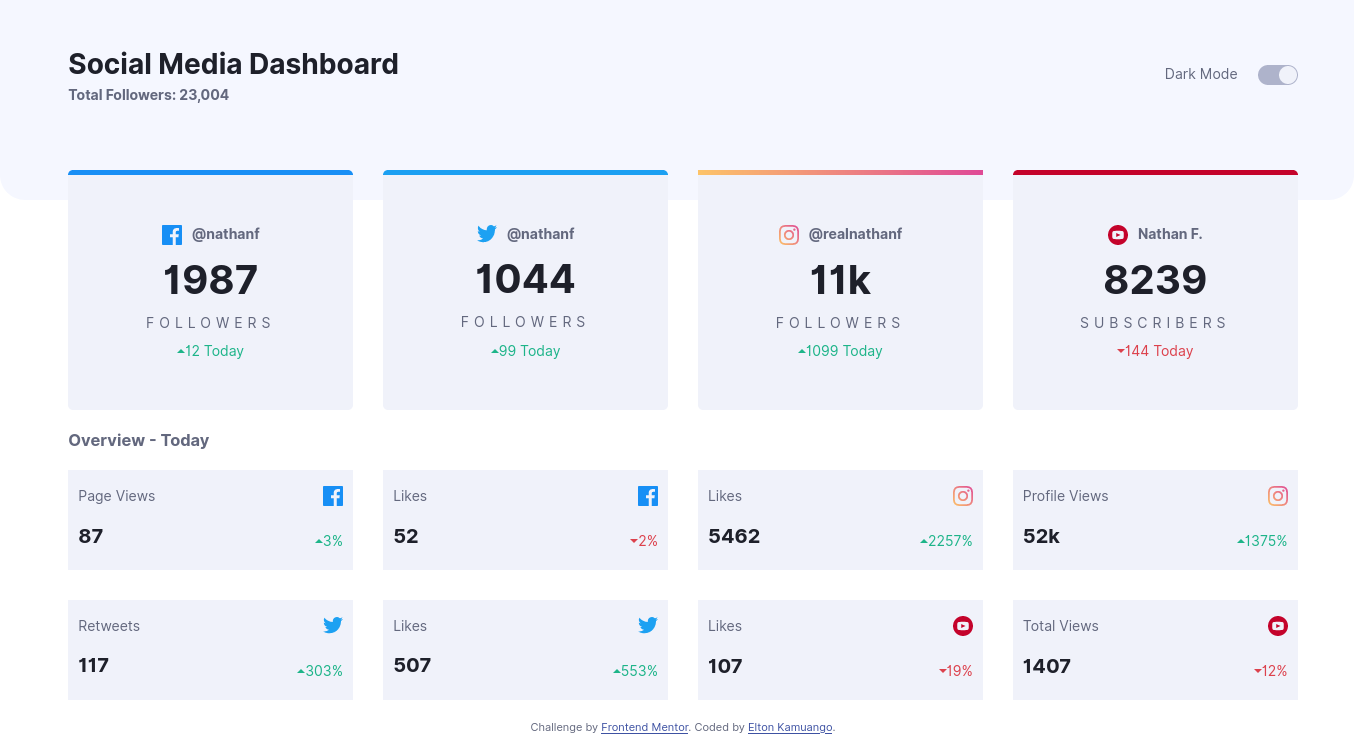 Social Media Dashboard
Total Followers: 23,004
Dark Mode
@nathanf
1987
FOLLOWERS
12 Today
@nathanf
1044
FOLLOWERS
99 Today
@realnathanf
11k
FOLLOWERS
1099 Today
Nathan F.
8239
SUBSCRIBERS
144 Today
Overview - Today
Page Views
87
3%
Likes
52
2%
Likes
5462
2257%
Profile Views
52k
1375%
Retweets
117
303%
Likes
507
553%
Likes
107
19%
Total Views
1407
12%
Challenge by Frontend Mentor. Coded by Elton Kamuango.